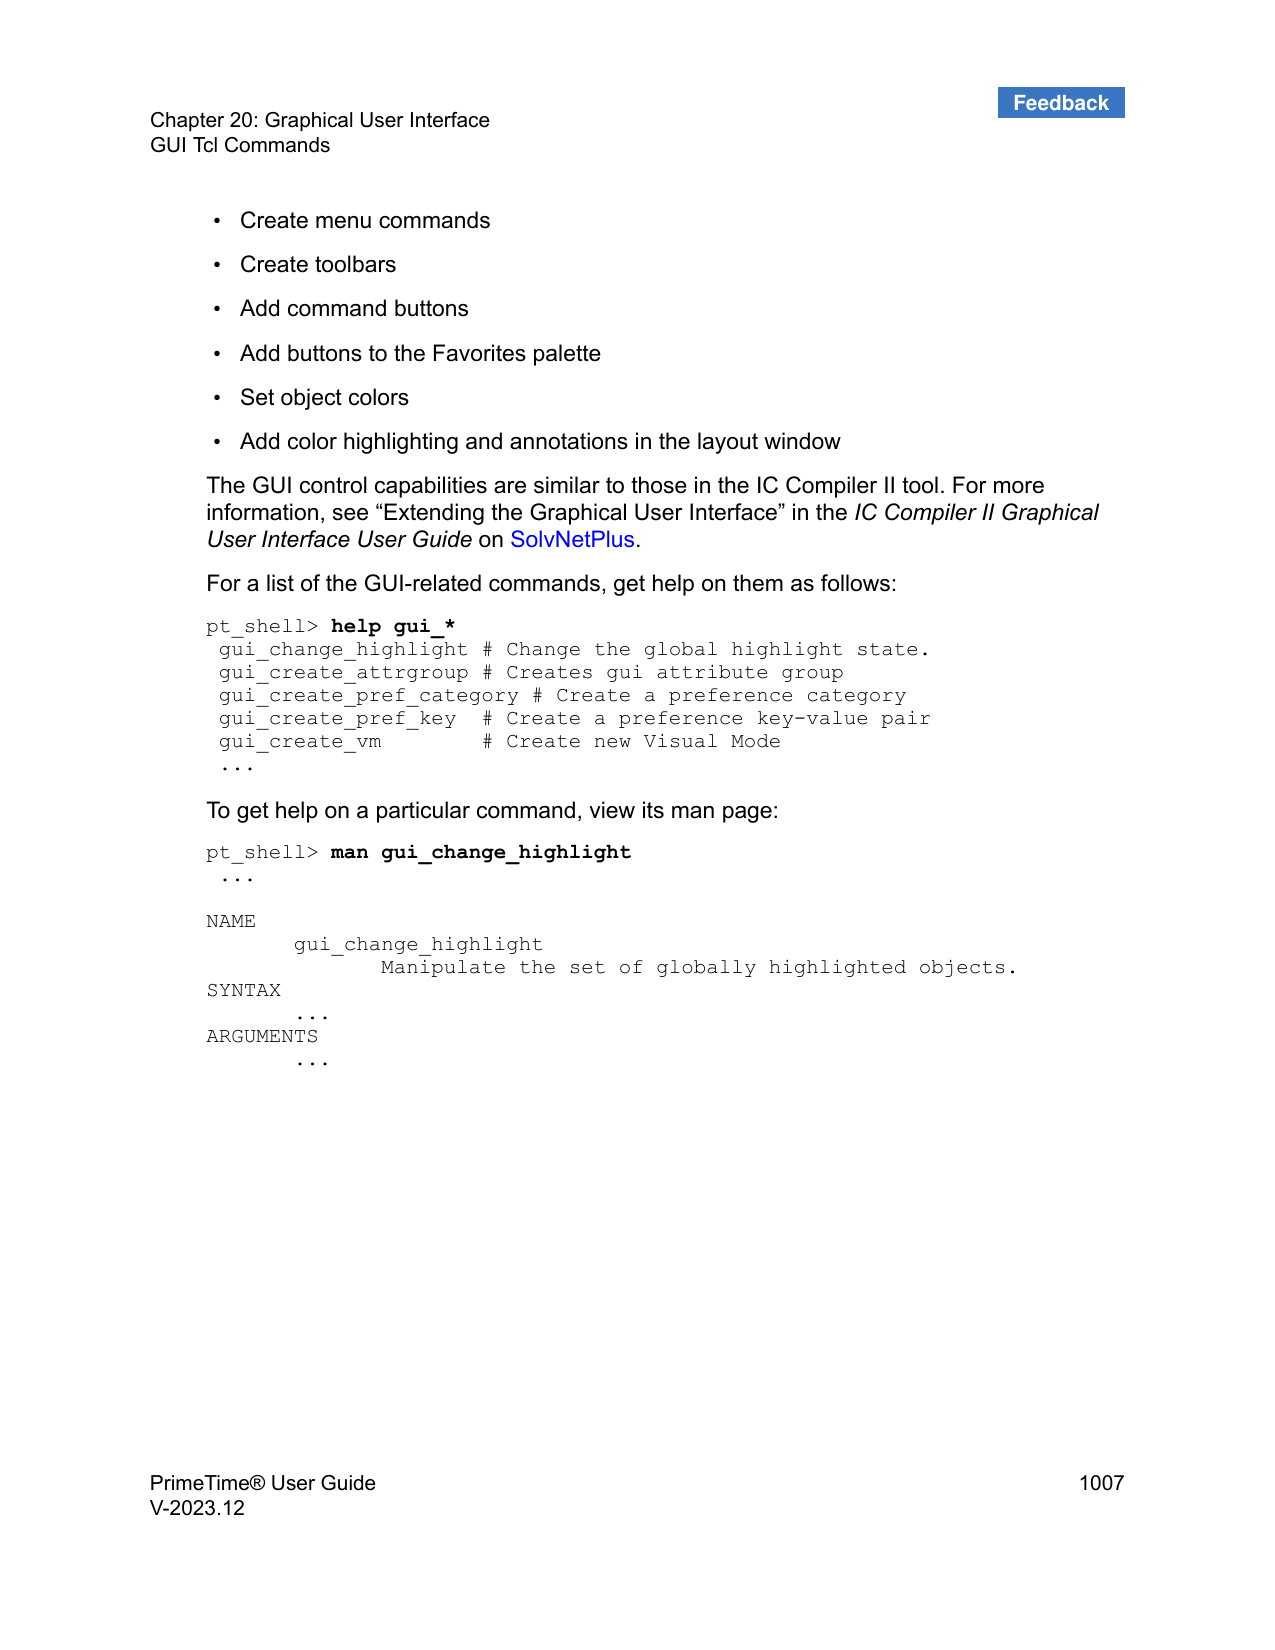 Feedback
Chapter 20: Graphical User Interface
GUI Tcl Commands
• Create menu commands
• Create toolbars
• Add command buttons
• Add buttons to the Favorites palette
• Set object colors
• Add color highlighting and annotations in the layout window
The GUI control capabilities are similar to those in the IC Compiler II tool. For more
information, see “Extending the Graphical User Interface” in the IC Compiler II Graphical
User Interface User Guide on SolvNetPlus.
For a list of the GUI-related commands, get help on them as follows:
pt_shell> help gui_*
 gui_change_highlight # Change the global highlight state.
 gui_create_attrgroup # Creates gui attribute group
 gui_create_pref_category # Create a preference category
 gui_create_pref_key  # Create a preference key-value pair
 gui_create_vm        # Create new Visual Mode
 ...
To get help on a particular command, view its man page:
pt_shell> man gui_change_highlight
 ...
NAME
       gui_change_highlight
              Manipulate the set of globally highlighted objects.
SYNTAX
       ...
ARGUMENTS
       ...
PrimeTime® User Guide 1007
V-2023.12